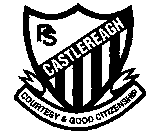 PS
CASTLEREAGH
COURTESY & GOOD CITIZENSHIP